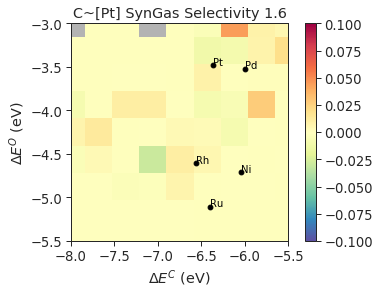 C~[Pt] SynGas Selectivity 1.6
−3.0
−3.5
−4.0
−4.5
−5.0
−5.5
ΔE^O (eV)
Pt
Pd
Rh
Ni
Ru
−8.0 −7.5 −7.0 −6.5 −6.0 −5.5
ΔE^C (eV)
0.100
0.075
0.050
0.025
0.000
−0.025
−0.050
−0.075
−0.100